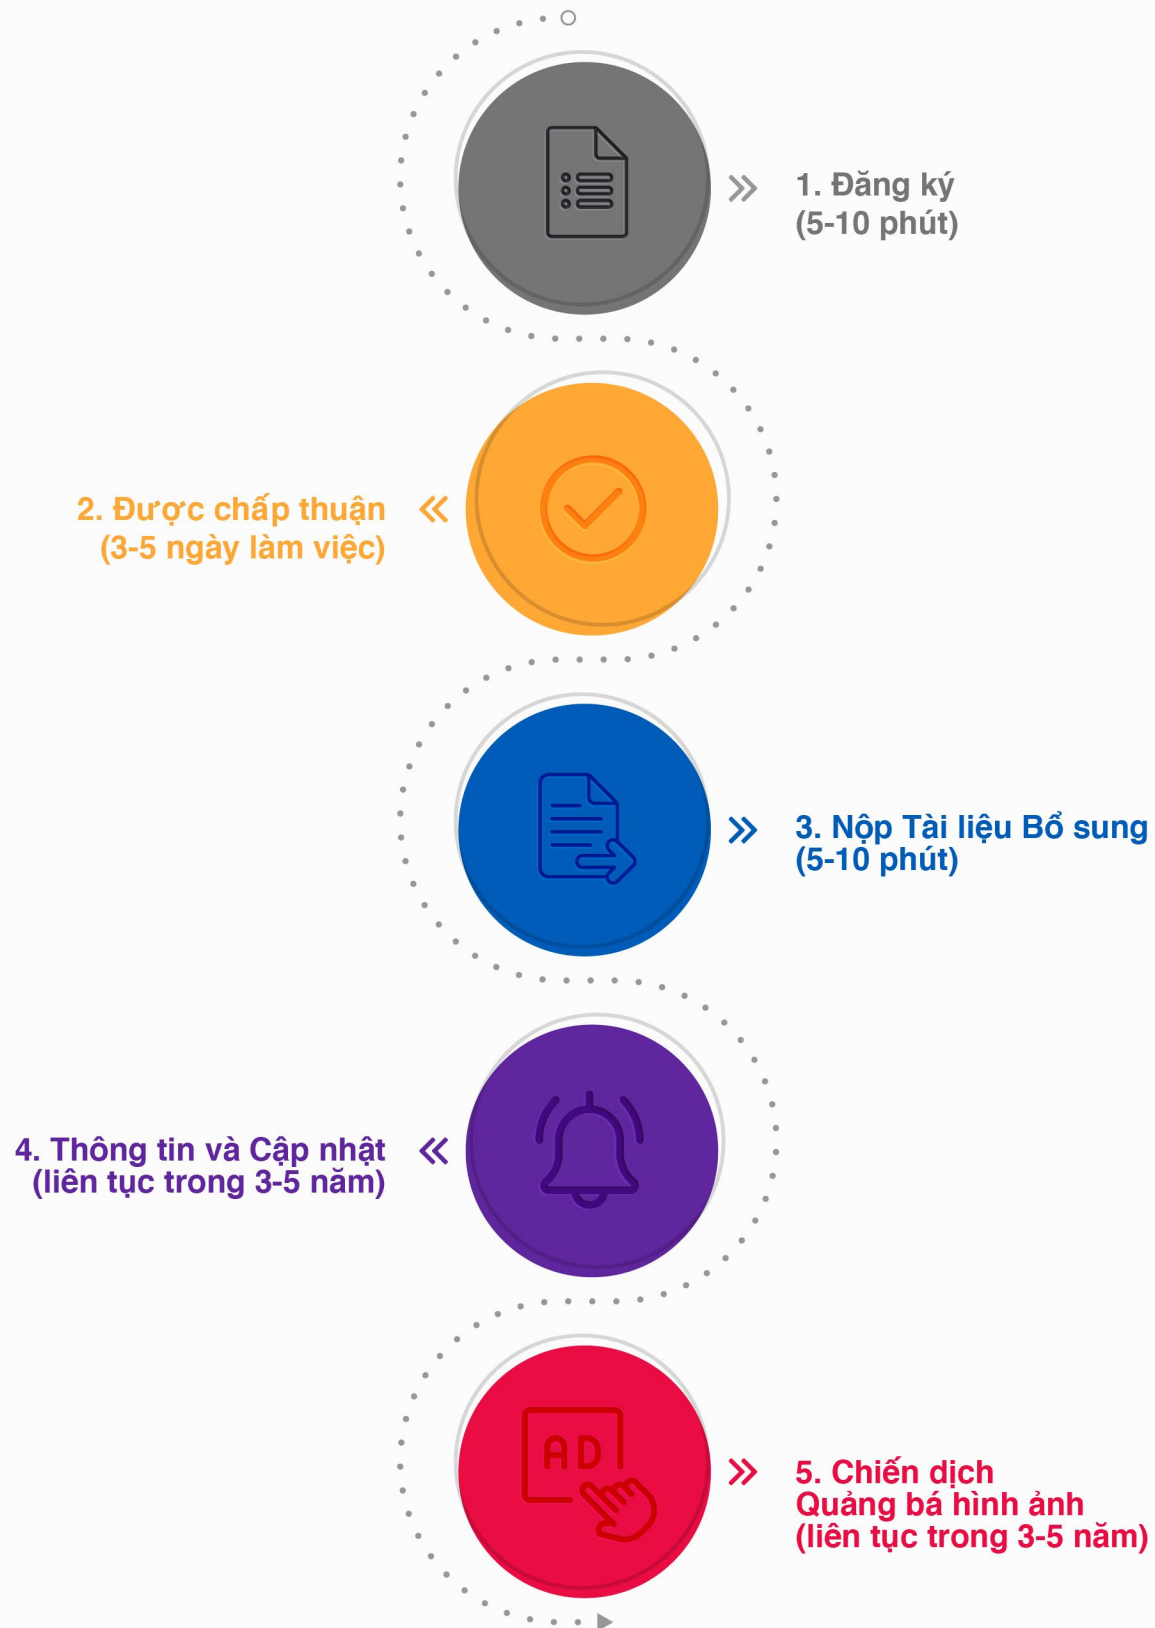 1. Đăng ký
(5-10 phút)
2. Được chấp thuận
(3-5 ngày làm việc)
3. Nộp Tài liệu Bổ sung
(5-10 phút)
4. Thông tin và Cập nhật
(liên tục trong 3-5 năm)
AD
5. Chiến dịch
Quảng bá hình ảnh
(liên tục trong 3-5 năm)